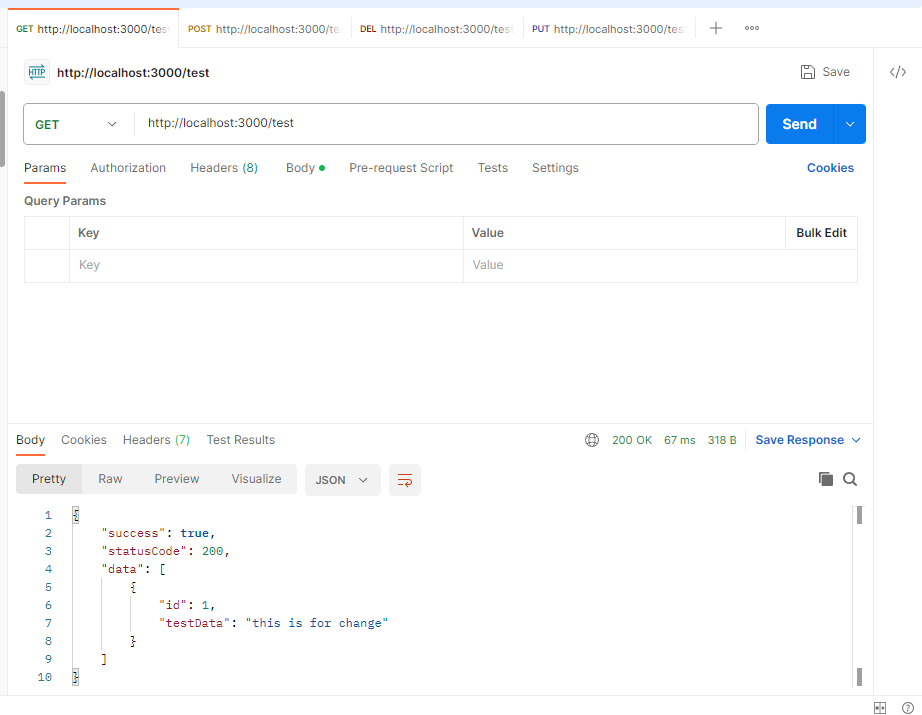 GET http://localhost:3000/tes POST http://localhost:3000/te DEL http://localhost:3000/test PUT http://localhost:3000/tes
HTTP http://localhost:3000/test Save
GET http://localhost:3000/test Send
Params Authorization Headers (8) Body Pre-request Script Tests Settings Cookies
Query Params
Key Value Bulk Edit
Key Value
Body Cookies Headers (7) Test Results 200 OK 67 ms 318 B Save Response
Pretty Raw Preview Visualize JSON
1 {
2 "success": true,
3 "statusCode": 200,
4 "data": [
5 {
6 "id": 1,
7 "testData": "this is for change"
8 }
9 ]
10 }